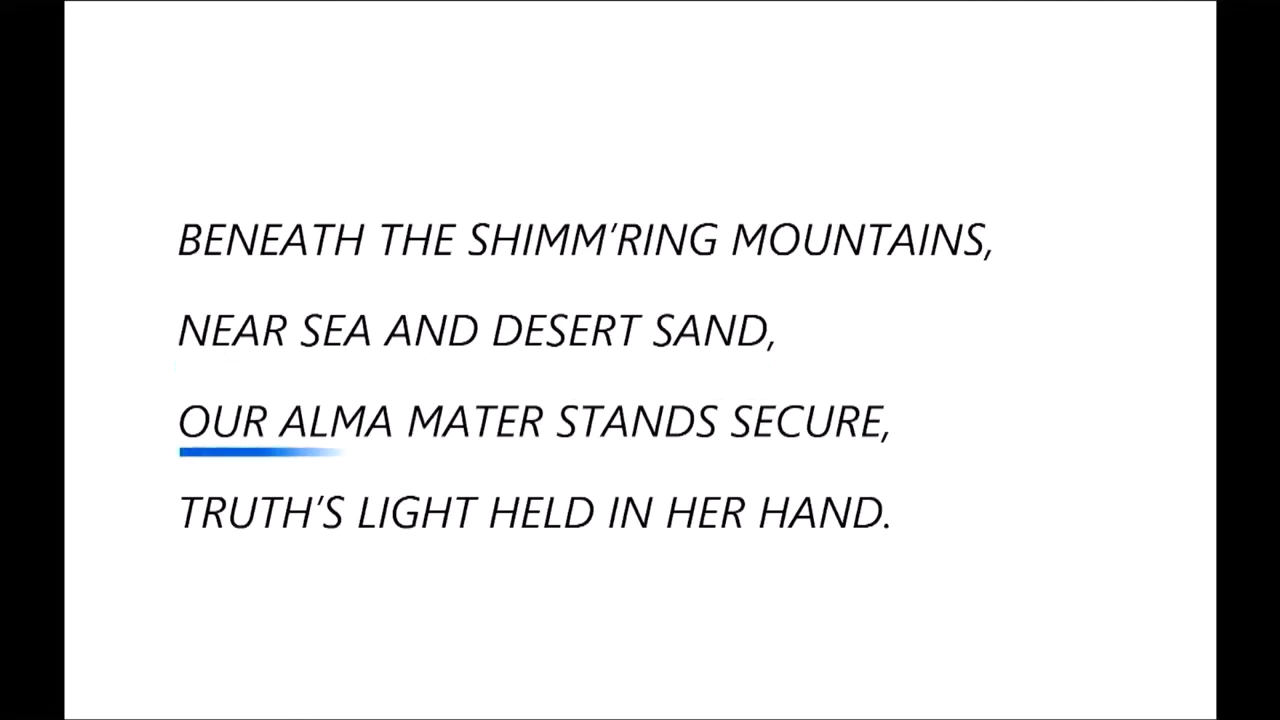 BENEATH THE SHIMM’RING MOUNTAINS,
NEAR SEA AND DESERT SAND,
OUR ALMA MATER STANDS SECURE,
TRUTH’S LIGHT HELD IN HER HAND.